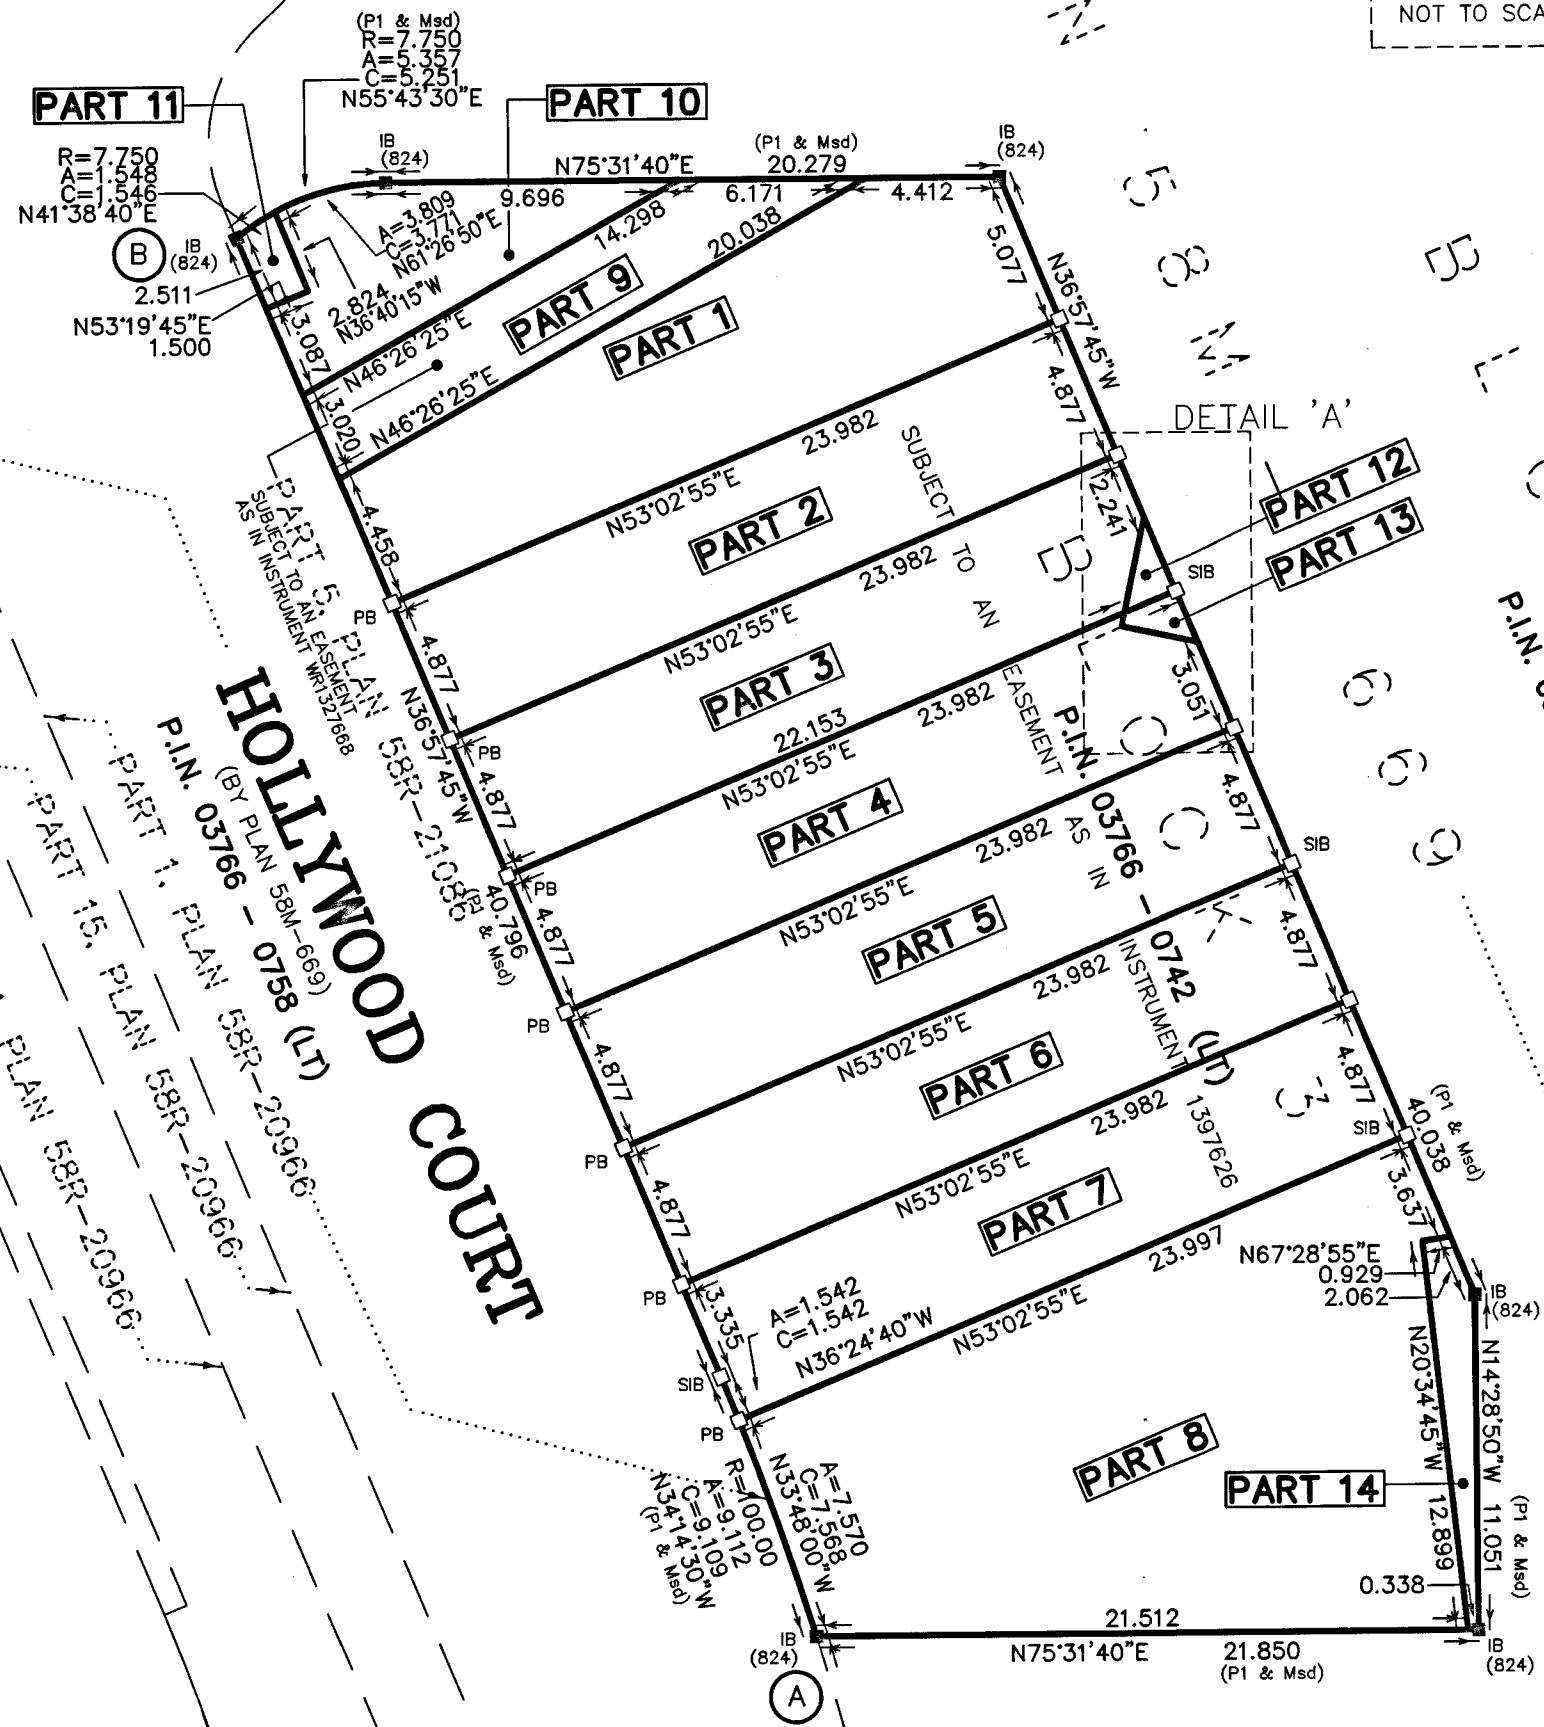 NOT TO SCA
(P1 & Msd)
R=7.750
A=5.357
C=5.251
N55°43'30"E
PART 11
PART 10
R=7.750
A=1.548
C=1.546
N41°38'40"E
B
IB
(824)
IB
(824)
N75°31'40"E
(P1 & Msd)
20.279
IB
(824)
9.696
6.171
4.412
A=3.809
C=3.771
N61°26'50"E
14.298
20.038
5.077
N36°57'45"W
2.511
N53°19'45"E
1.500
2.824
N36°40'15"W
3.087
N46°26'25"E
PART 9
PART 1
3.020
N46°26'25"E
4.877
DETAIL 'A'
58M
BL
23.982
N53°02'55"E
SUBJECT
TO
AN
EASEMENT
AS
IN
INSTRUMENT
1397626
4.458
PART 2
2.241
PART 12
PART 13
PART 5, PLAN 58R-21086
SUBJECT TO AN EASEMENT
AS IN INSTRUMENT WR1327668
23.982
N53°02'55"E
SIB
PB
P.I.N.
4.877
PART 3
3.051
N36°57'45"W
22.153
23.982
N53°02'55"E
PB
BLOCK
669
-3
P.I.N. 03766 - 0742 (LT)
HOLLYWOOD COURT
(BY PLAN 58M-669)
P.I.N. 03766 - 0758 (LT)
PART 1, PLAN 58R-20966
PART 15, PLAN 58R-20966
PLAN 58R-20966
4.877
PART 4
4.877
PB
40.796
(P1 & Msd)
23.982
N53°02'55"E
SIB
4.877
PART 5
4.877
PB
23.982
N53°02'55"E
4.877
PART 6
4.877
PB
23.982
N53°02'55"E
SIB
(P1 & Msd)
40.038
4.877
PART 7
3.637
PB
3.335
A=1.542
C=1.542
N36°24'40"W
23.997
N53°02'55"E
N67°28'55"E
0.929
2.062
IB
(824)
SIB
PB
PART 8
PART 14
N20°34'45"W 12.899
N14°28'50"W 11.051
(P1 & Msd)
A=7.570
C=7.568
N33°48'00"W
R=100.00
A=9.112
C=9.109
N34°14'30"W
(P1 & Msd)
0.338
21.512
IB
(824)
N75°31'40"E
21.850
(P1 & Msd)
IB
(824)
A